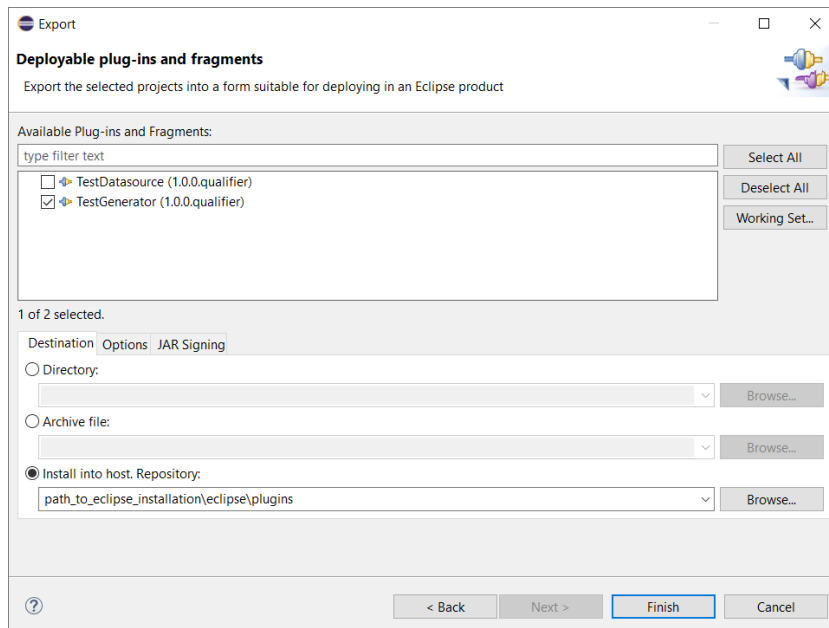 Export
Deployable plug-ins and fragments
Export the selected projects into a form suitable for deploying in an Eclipse product
Available Plug-ins and Fragments:
type filter text
Select All
TestDatasource (1.0.0.qualifier)
Deselect All
TestGenerator (1.0.0.qualifier)
Working Set...
1 of 2 selected.
Destination Options JAR Signing
Directory:
Browse...
Archive file:
Browse...
Install into host. Repository:
path_to_eclipse_installation\eclipse\plugins
Browse...
? < Back Next > Finish Cancel